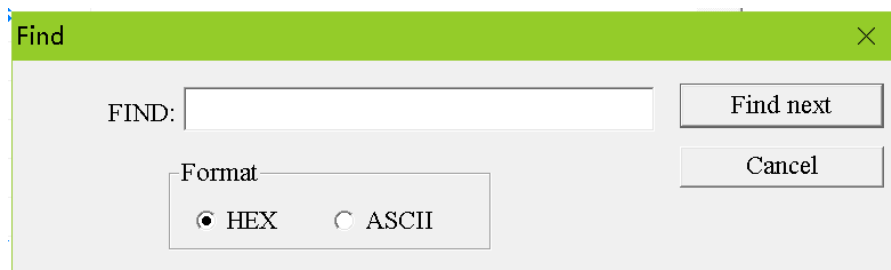 Find
FIND:
Find next
Cancel
Format
HEX
ASCII